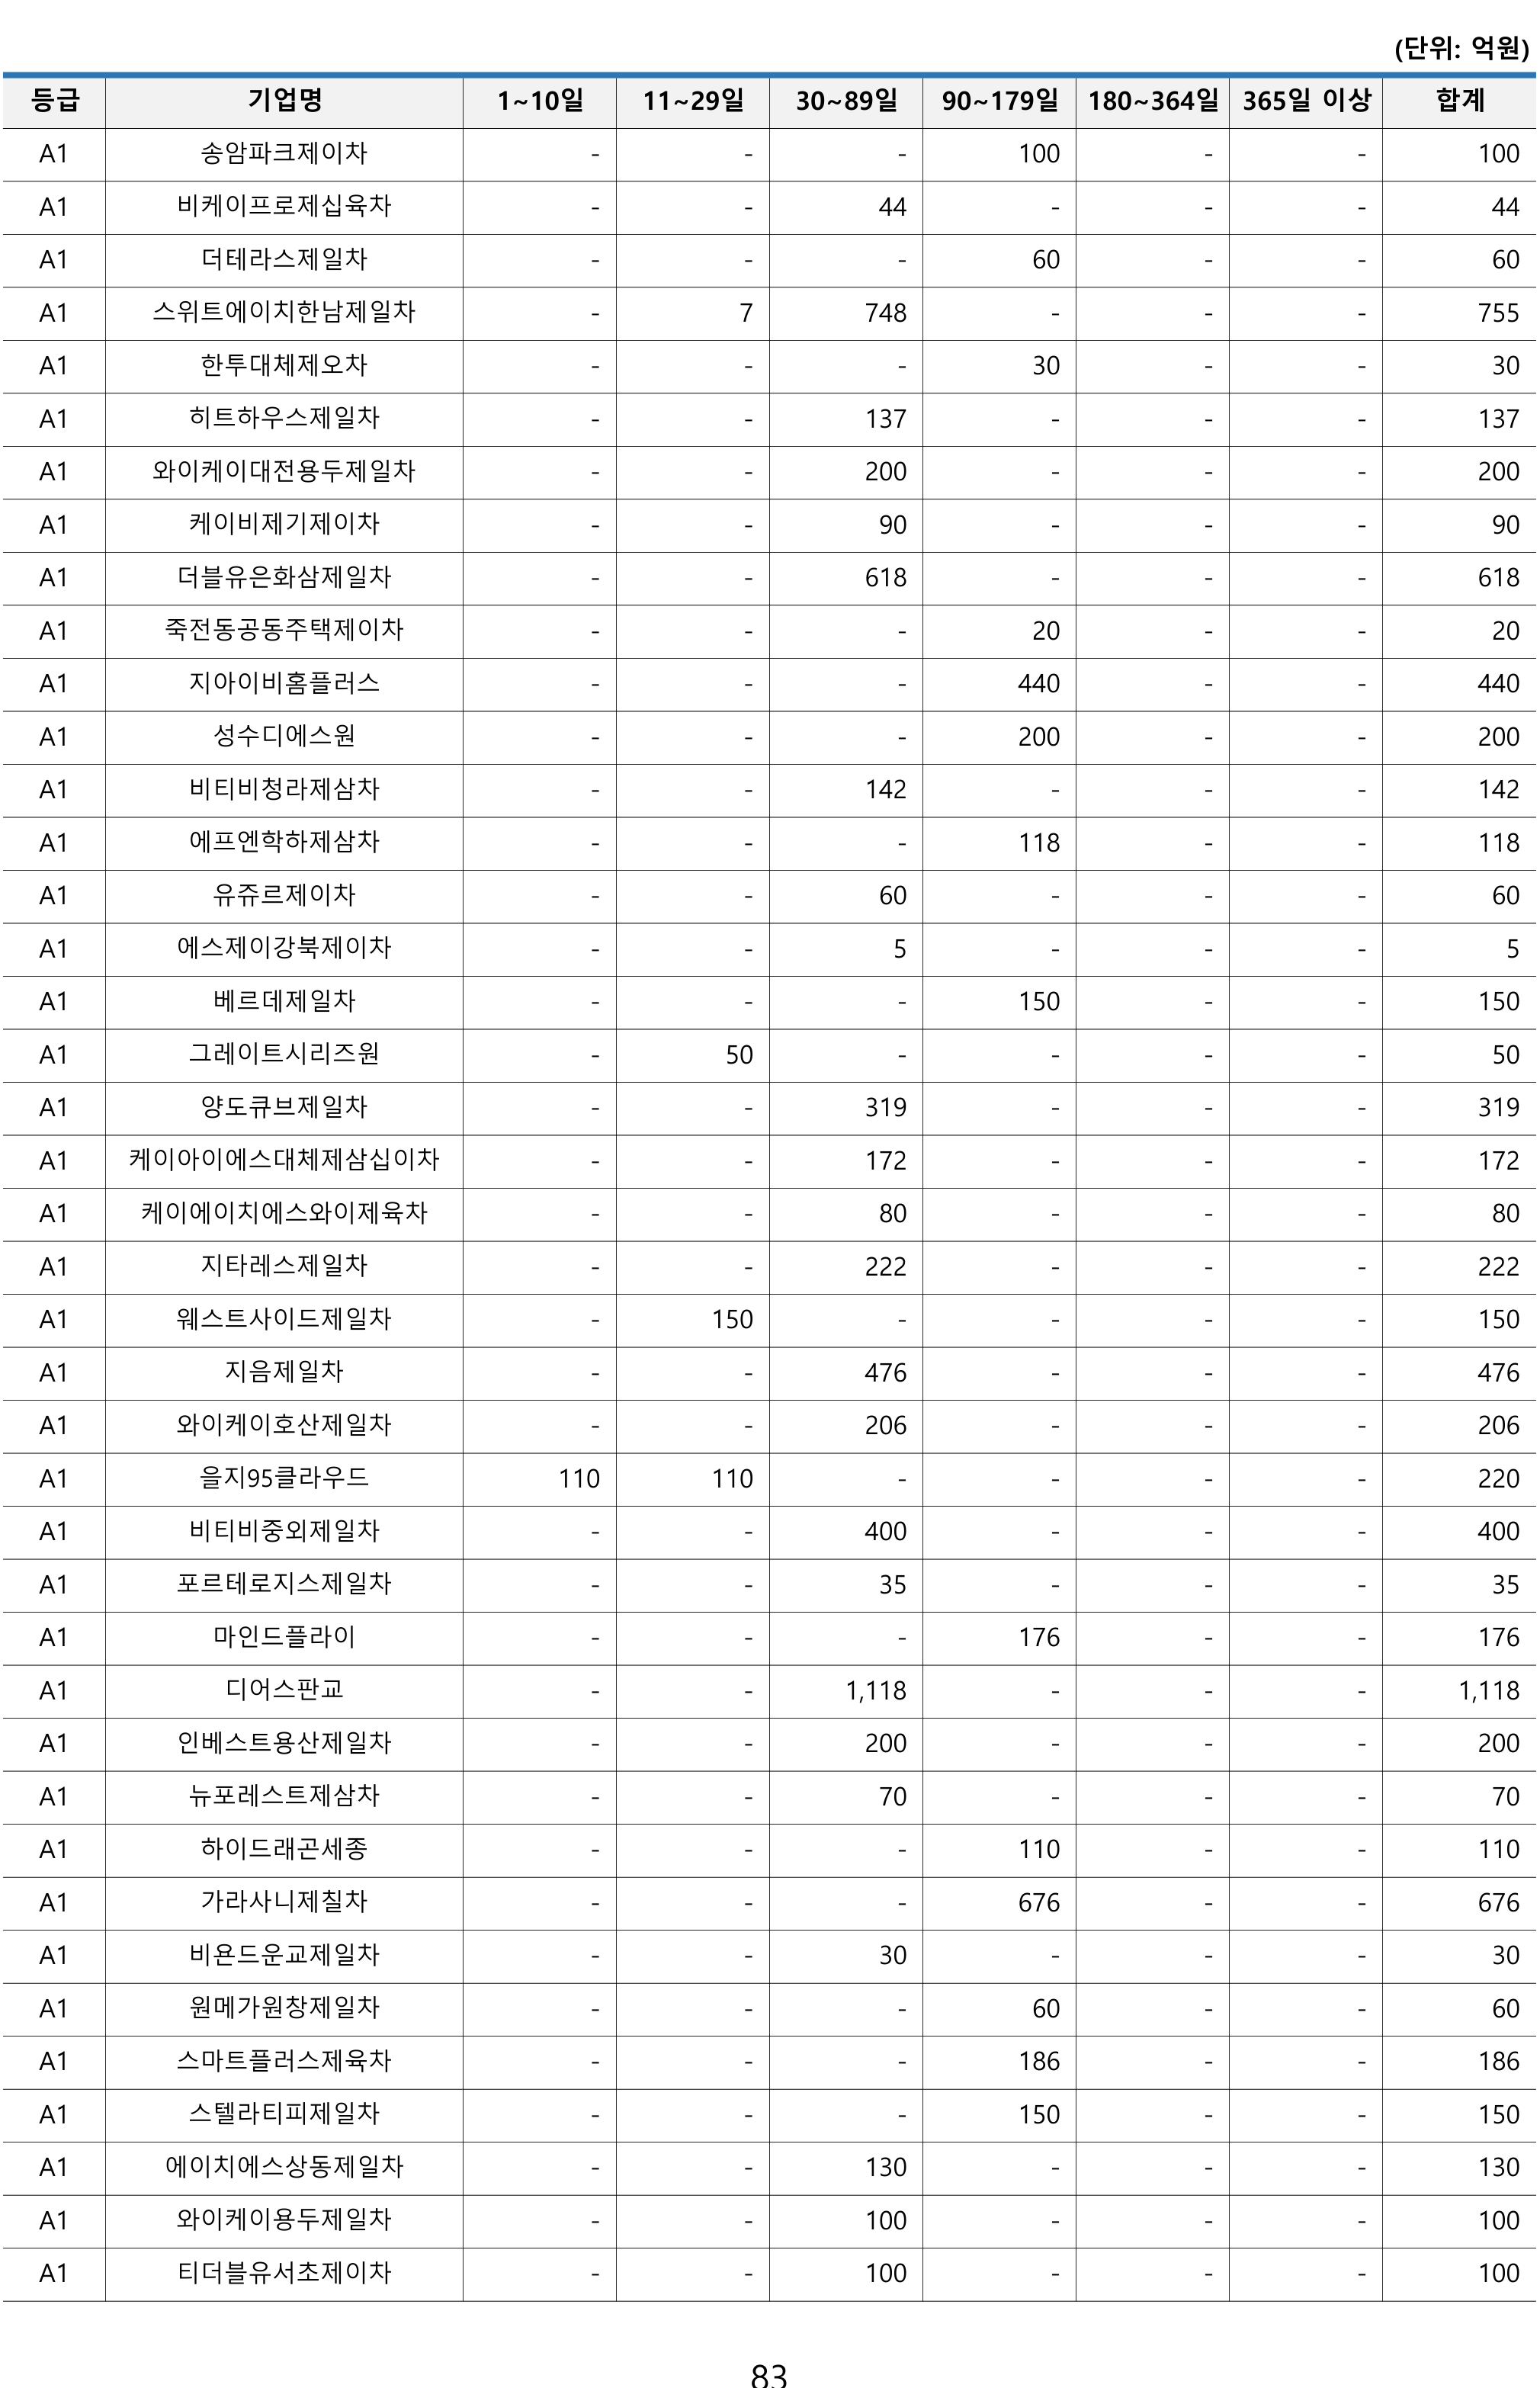 (단위: 억원)
등급 기업명 1~10일 11~29일 30~89일 90~179일 180~364일 365일 이상 합계
A1 송암파크제이차 - - - 100 - - 100
A1 비케이프로제십육차 - - 44 - - - 44
A1 더테라스제일차 - - - 60 - - 60
A1 스위트에이치한남제일차 - 7 748 - - - 755
A1 한투대체제오차 - - - 30 - - 30
A1 히트하우스제일차 - - 137 - - - 137
A1 와이케이대전용두제일차 - - 200 - - - 200
A1 케이비제기제이차 - - 90 - - - 90
A1 더블유은화삼제일차 - - 618 - - - 618
A1 죽전동공동주택제이차 - - - 20 - - 20
A1 지아이비홈플러스 - - - 440 - - 440
A1 성수디에스원 - - - 200 - - 200
A1 비티비청라제삼차 - - 142 - - - 142
A1 에프엔학하제삼차 - - - 118 - - 118
A1 유쥬르제이차 - - 60 - - - 60
A1 에스제이강북제이차 - - 5 - - - 5
A1 베르데제일차 - - - 150 - - 150
A1 그레이트시리즈원 - 50 - - - - 50
A1 양도큐브제일차 - - 319 - - - 319
A1 케이아이에스대체제삼십이차 - - 172 - - - 172
A1 케이에이치에스와이제육차 - - 80 - - - 80
A1 지타레스제일차 - - 222 - - - 222
A1 웨스트사이드제일차 - 150 - - - - 150
A1 지음제일차 - - 476 - - - 476
A1 와이케이호산제일차 - - 206 - - - 206
A1 을지95클라우드 110 110 - - - - 220
A1 비티비중외제일차 - - 400 - - - 400
A1 포르테로지스제일차 - - 35 - - - 35
A1 마인드플라이 - - - 176 - - 176
A1 디어스판교 - - 1,118 - - - 1,118
A1 인베스트용산제일차 - - 200 - - - 200
A1 뉴포레스트제삼차 - - 70 - - - 70
A1 하이드래곤세종 - - - 110 - - 110
A1 가라사니제칠차 - - - 676 - - 676
A1 비욘드운교제일차 - - 30 - - - 30
A1 원메가원창제일차 - - - 60 - - 60
A1 스마트플러스제육차 - - - 186 - - 186
A1 스텔라티피제일차 - - - 150 - - 150
A1 에이치에스상동제일차 - - 130 - - - 130
A1 와이케이용두제일차 - - 100 - - - 100
A1 티더블유서초제이차 - - 100 - - - 100
83